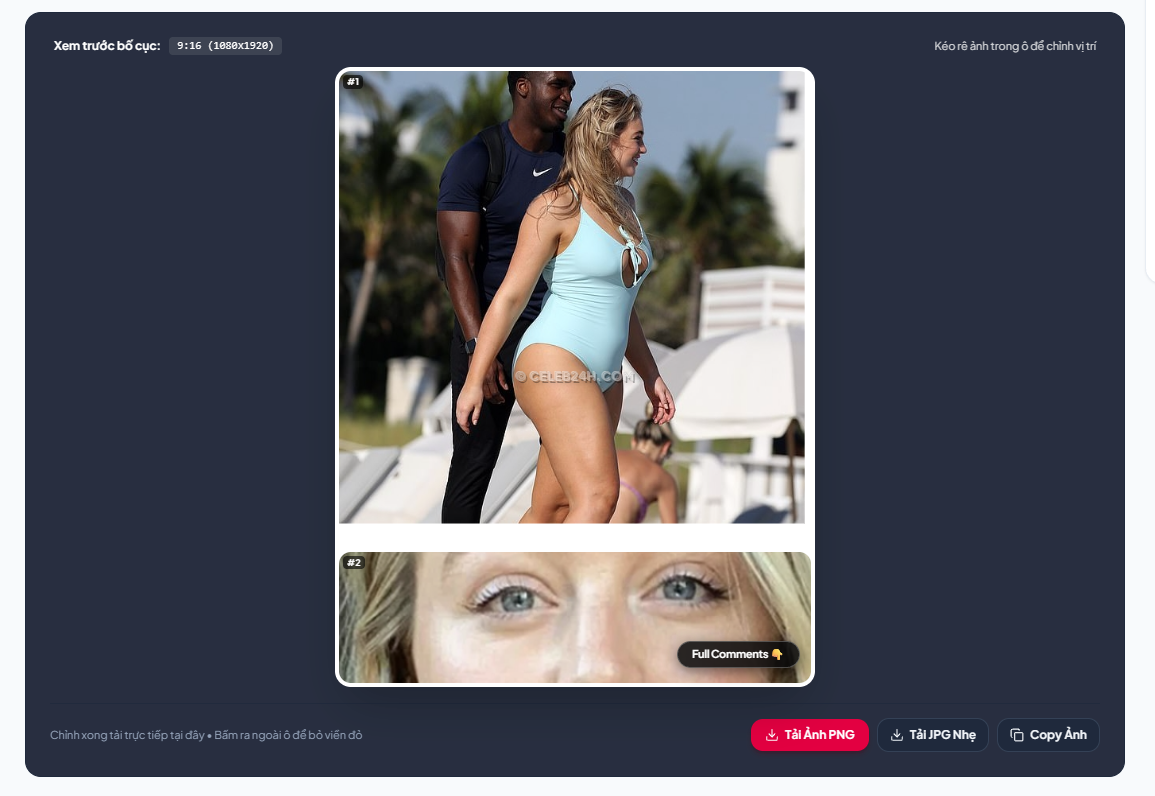 Xem trước bố cục: 9:16 (1080x1920)
Kéo rê ảnh trong ô để chỉnh vị trí
#1
© CELEB24H.COM
#2
Full Comments 👇
Chỉnh xong tải trực tiếp tại đây • Bấm ra ngoài ô để bỏ viền đỏ
Tải Ảnh PNG
Tải JPG Nhẹ
Copy Ảnh